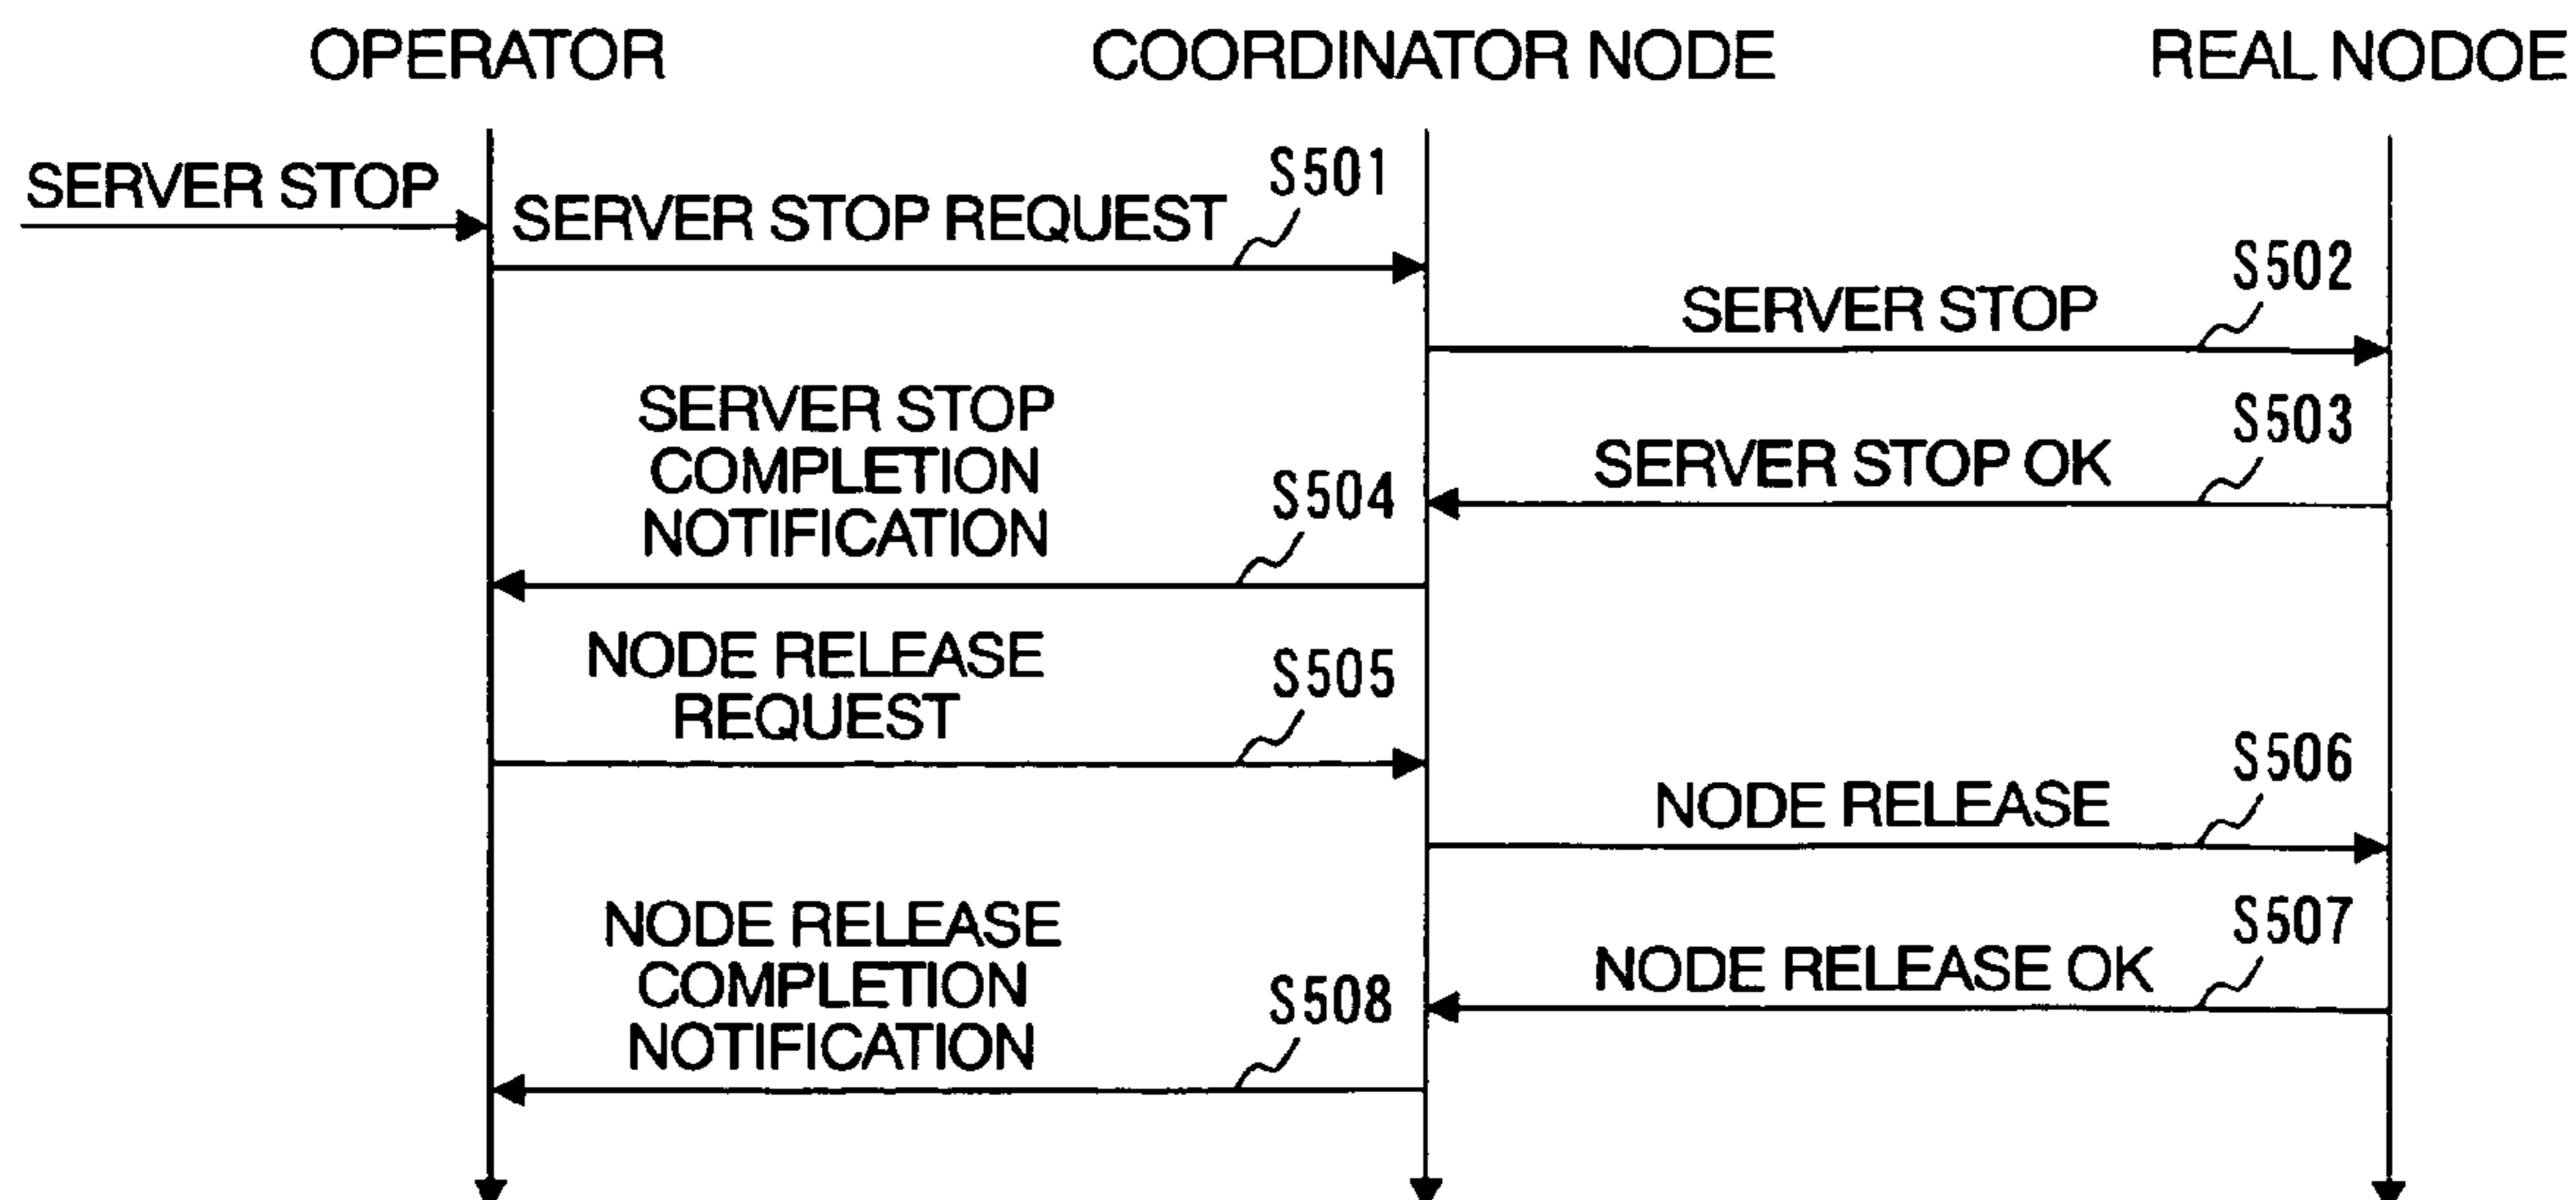 OPERATOR
COORDINATOR NODE
REAL NODOE
SERVER STOP
SERVER STOP REQUEST
S501
SERVER STOP
S502
SERVER STOP OK
S503
SERVER STOP
COMPLETION
NOTIFICATION
S504
NODE RELEASE
REQUEST
S505
NODE RELEASE
S506
NODE RELEASE OK
S507
NODE RELEASE
COMPLETION
NOTIFICATION
S508